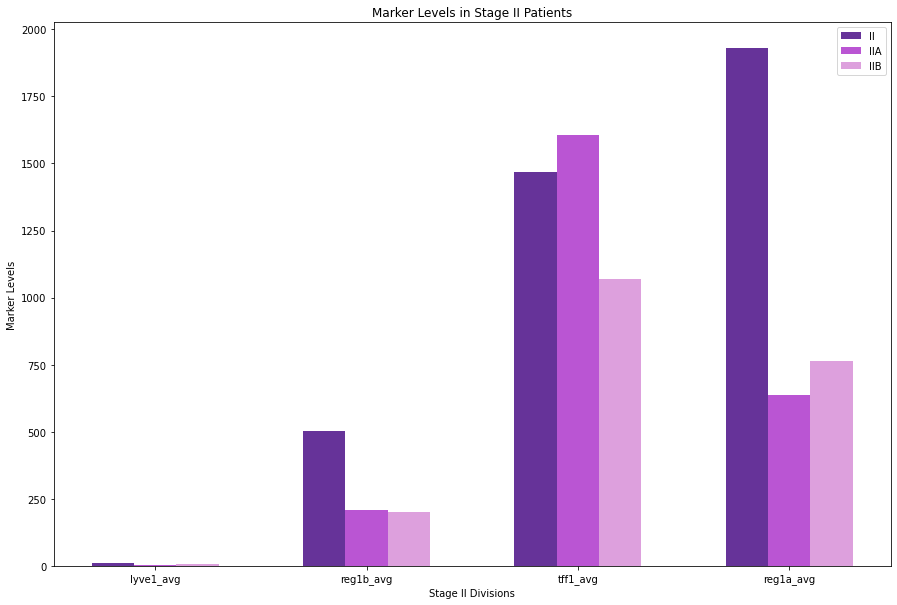 Marker Levels in Stage II Patients
II
IIA
IIB
Marker Levels
2000
1750
1500
1250
1000
750
500
250
0
lyve1_avg
reg1b_avg
tff1_avg
reg1a_avg
Stage II Divisions